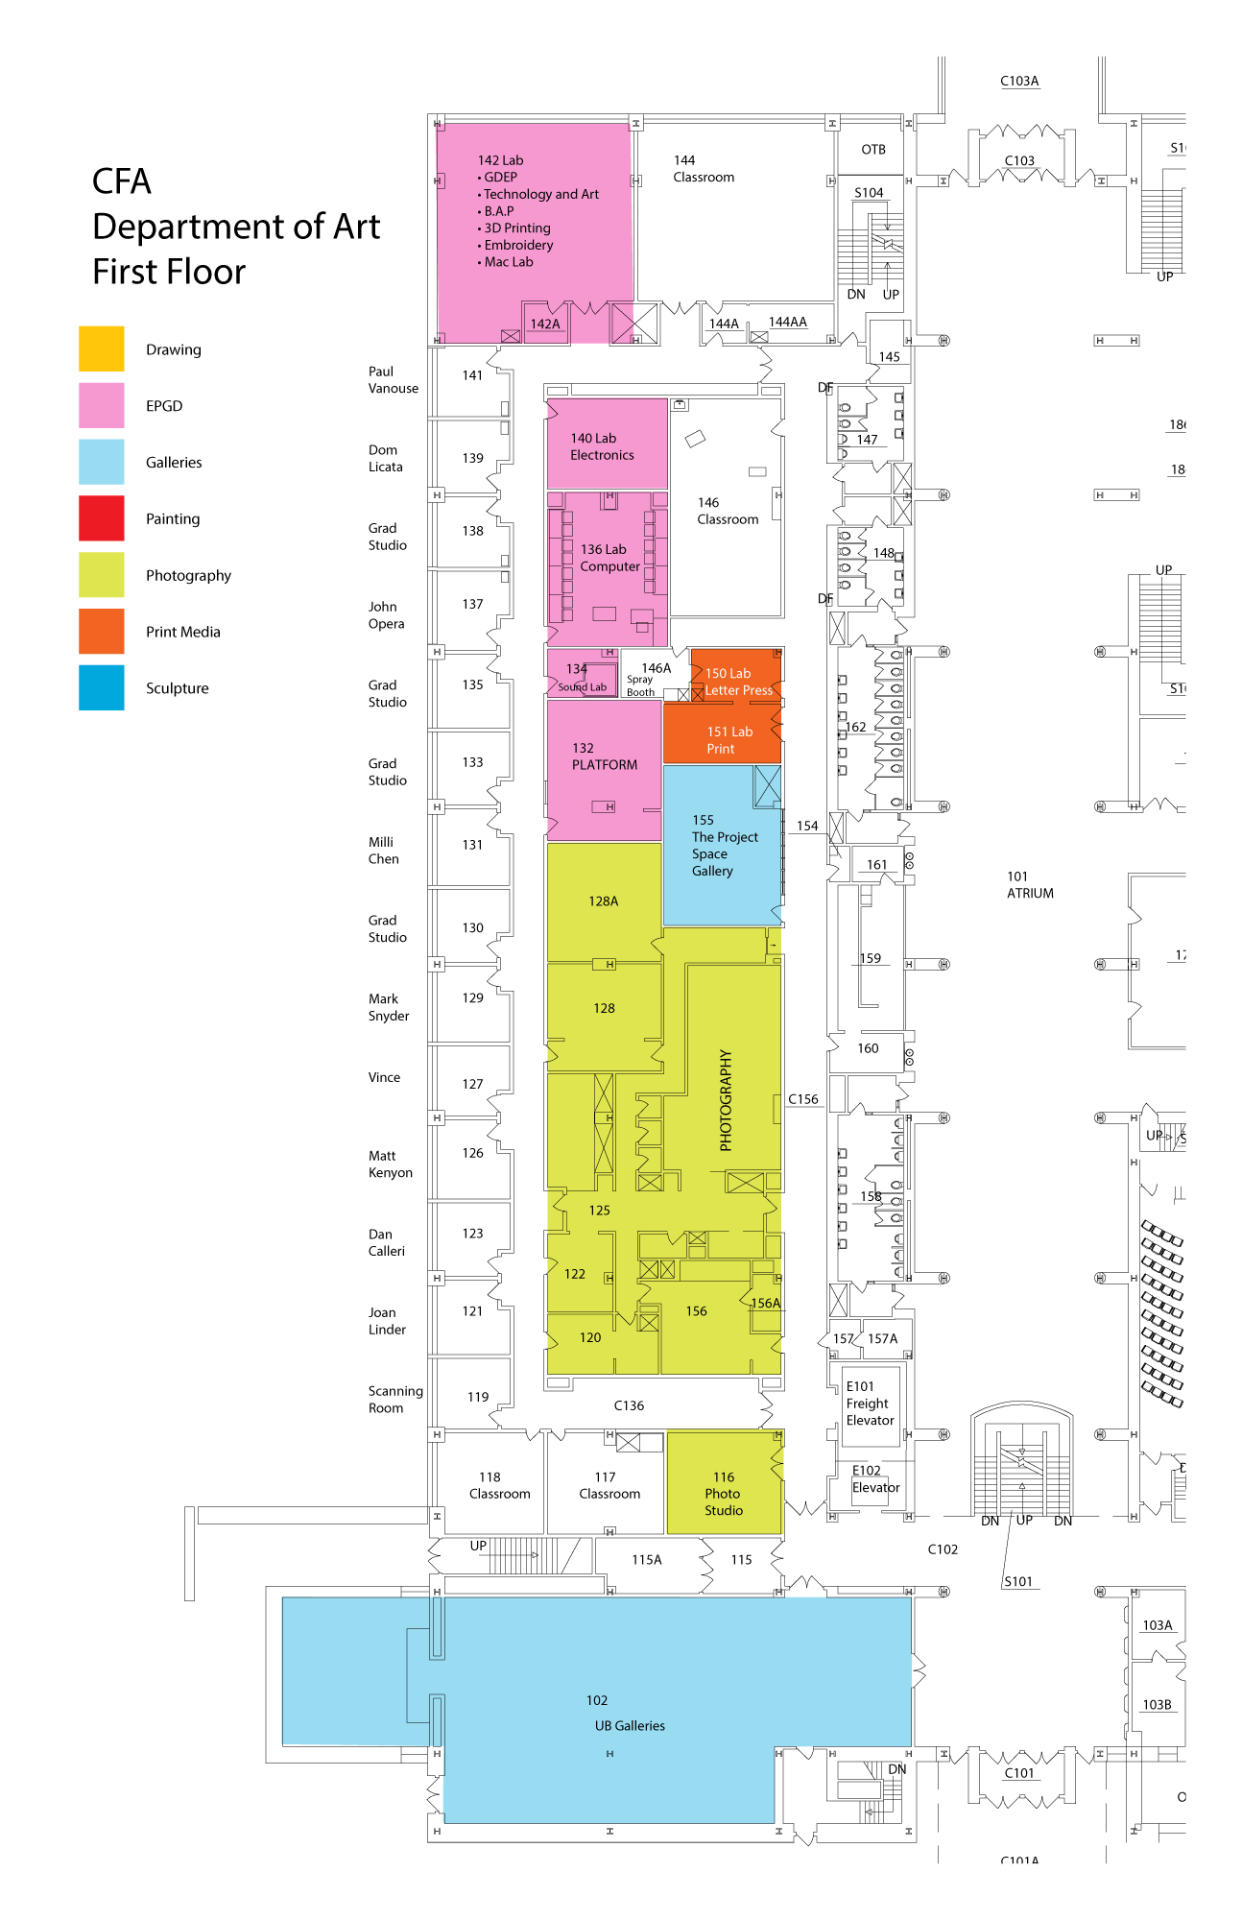 C103A
C103
S10
OTB
S104
DN
UP
UP
CFA
Department of Art
First Floor
Drawing
EPGD
Galleries
Painting
Photography
Print Media
Sculpture
142 Lab
• GDEP
• Technology and Art
• B.A.P
• 3D Printing
• Embroidery
• Mac Lab
142A
144
Classroom
144A
144AA
145
Paul
Vanouse
141
Dom
Licata
139
Grad
Studio
138
John
Opera
137
Grad
Studio
135
Grad
Studio
133
Milli
Chen
131
Grad
Studio
130
Mark
Snyder
129
Vince
127
Matt
Kenyon
126
Dan
Calleri
123
Joan
Linder
121
Scanning
Room
119
140 Lab
Electronics
146
Classroom
136 Lab
Computer
134
Sound Lab
146A
Spray
Booth
150 Lab
Letter Press
151 Lab
Print
132
PLATFORM
155
The Project
Space
Gallery
128A
128
PHOTOGRAPHY
125
122
120
156
156A
C136
118
Classroom
117
Classroom
116
Photo
Studio
DF
147
148
DF
162
154
161
159
160
C156
158
157
157A
E101
Freight
Elevator
E102
Elevator
186
18
UP
S10
101
ATRIUM
12
UP
S
DN
UP
DN
C102
S101
UP
115A
115
102
UB Galleries
103A
103B
DN
C101
C101A